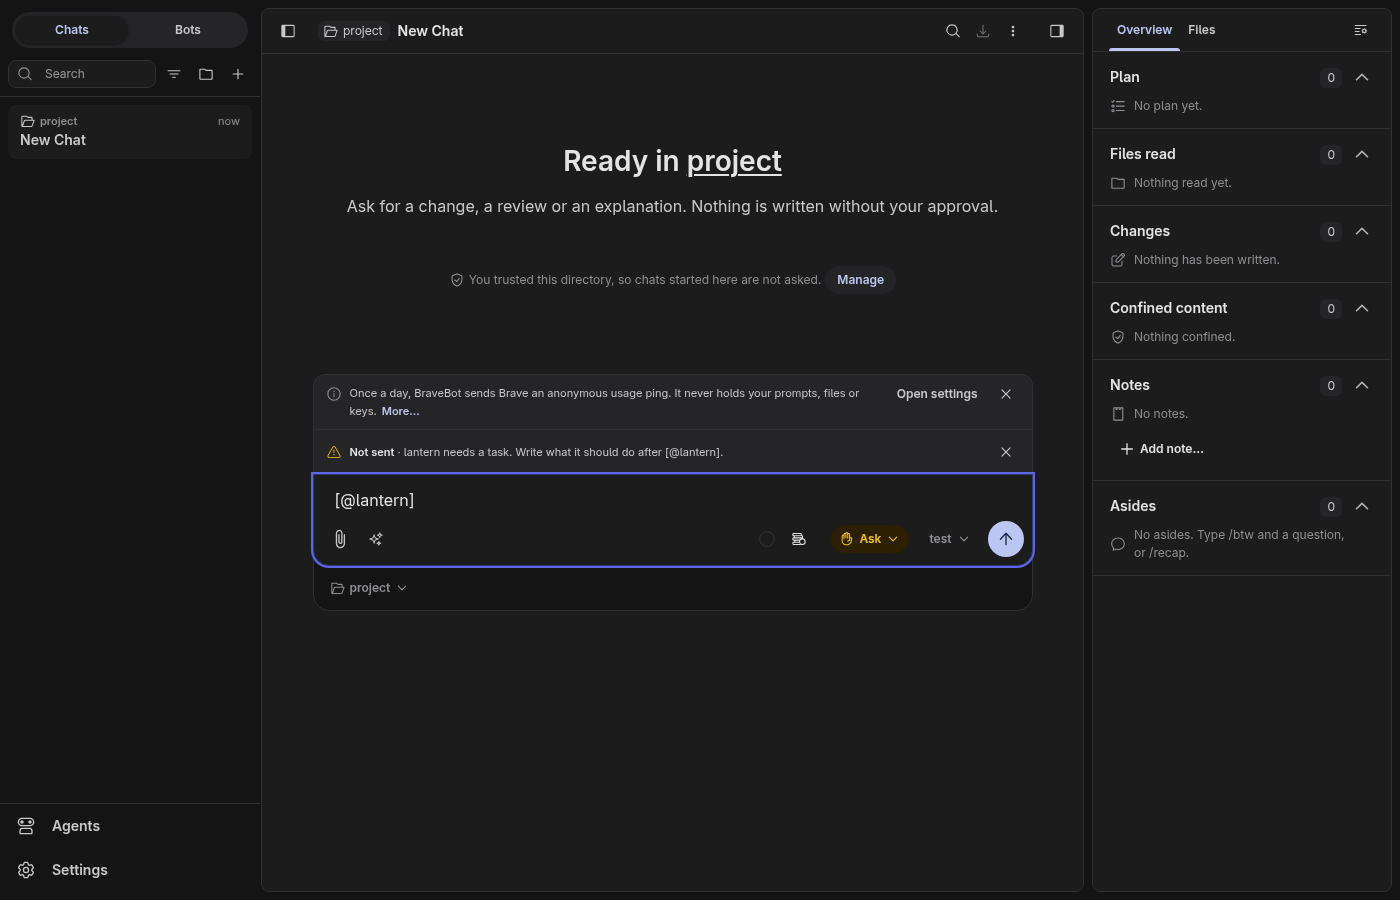 Chats
Bots
Search
project
now
New Chat
Agents
Settings
project
New Chat
Ready in project
Ask for a change, a review or an explanation. Nothing is written without your approval.
You trusted this directory, so chats started here are not asked.
Manage
Once a day, BraveBot sends Brave an anonymous usage ping. It never holds your prompts, files or
keys. More...
Open settings
Not sent · lantern needs a task. Write what it should do after [@lantern].
[@lantern]
Ask
test
project
Overview
Files
Plan
0
No plan yet.
Files read
0
Nothing read yet.
Changes
0
Nothing has been written.
Confined content
0
Nothing confined.
Notes
0
No notes.
Add note...
Asides
0
No asides. Type /btw and a question,
or /recap.